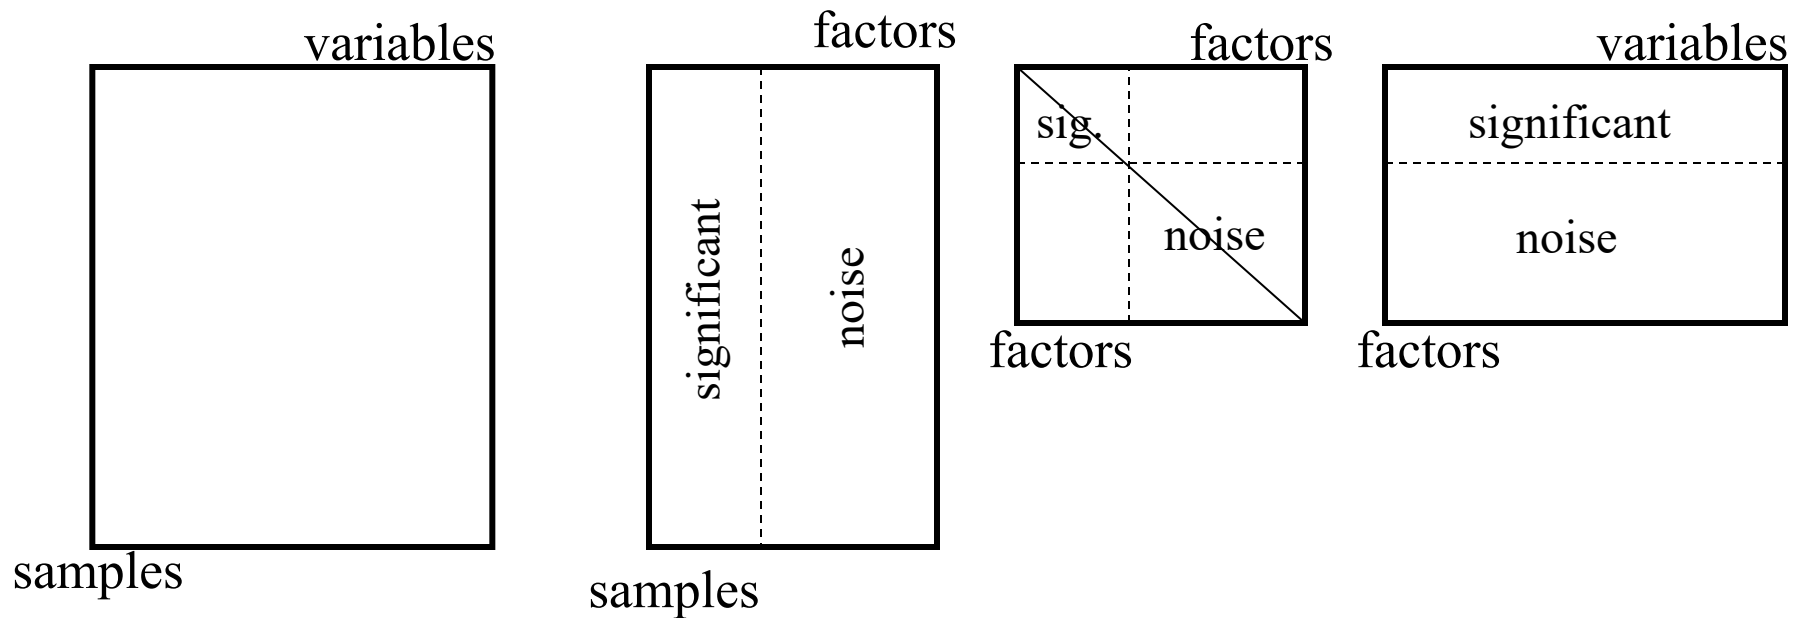 variables
samples
factors
significant
noise
samples
factors
sig.
noise
factors
variables
significant
noise
factors